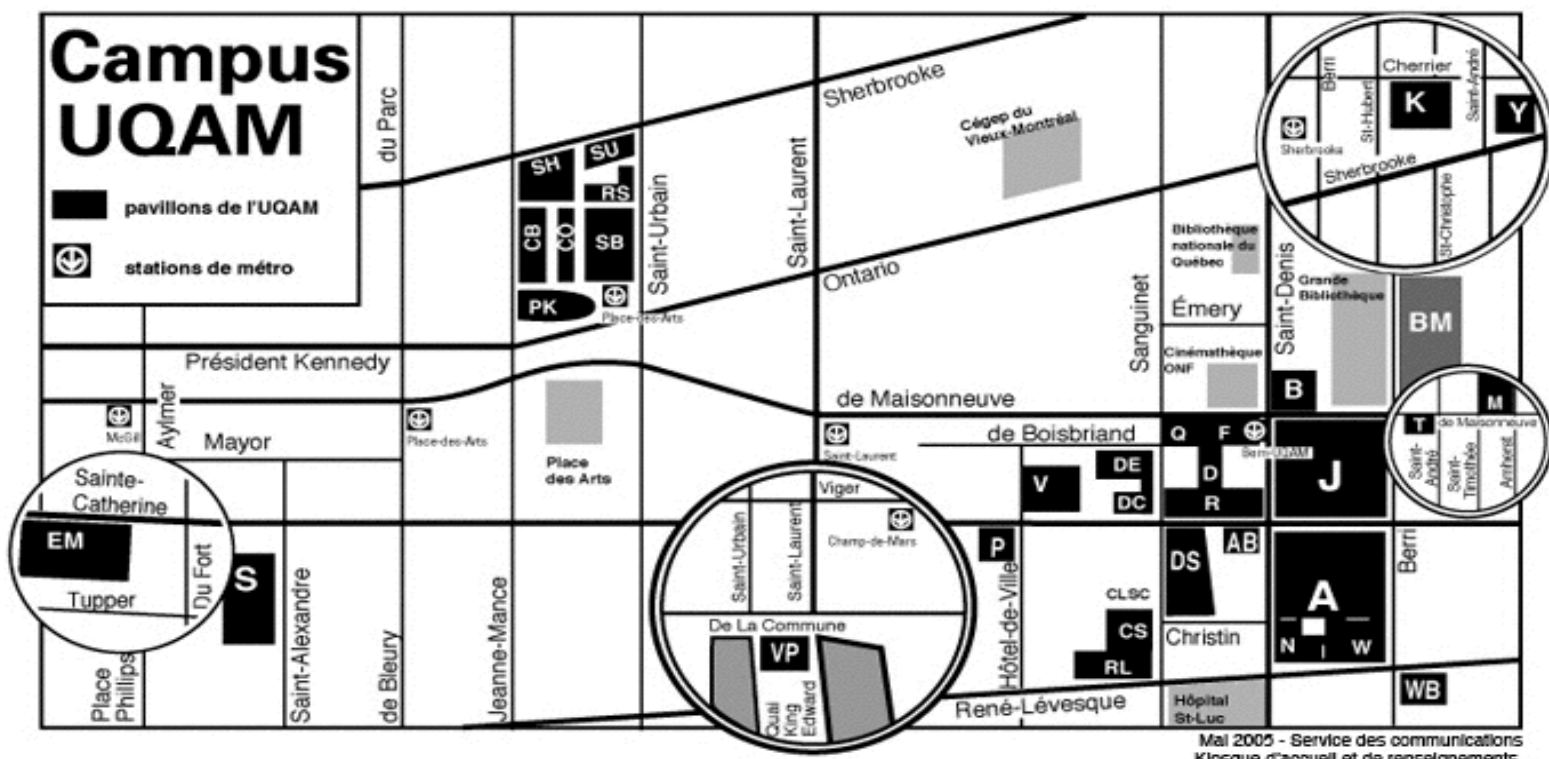 Campus
UQAM
pavillons de l'UQAM
stations de métro
du Parc
SH
SU
RS
CB
CO
SB
PK
Place-des-Arts
Saint-Urbain
Saint-Laurent
Sherbrooke
Ontario
Cégep du
Vieux-Montréal
Sanguinet
Bibliothèque
nationale du
Québec
Émery
Cinémathèque
ONF
Saint-Denis
Grande
Bibliothèque
BM
B
Berri
Cherrier
St-Hubert
K
Saint-André
Y
Sherbrooke
Sherbrooke
St-Christophe
Président Kennedy
McGill
Aylmer
Mayor
Place-des-Arts
Place
des Arts
de Maisonneuve
Saint-Laurent
de Boisbriand
Q
F
Berri-UQAM
D
R
J
V
DE
DC
M
T
de Maisonneuve
Saint-
André
Saint-
Timothée
Amherst
Sainte-
Catherine
EM
Tupper
Du Fort
S
Place
Phillips
Saint-Alexandre
de Bleury
Jeanne-Mance
Viger
Saint-Urbain
Saint-Laurent
Champ-de-Mars
De La Commune
VP
Quai
King
Edward
P
Hôtel-de-Ville
CLSC
CS
RL
DS
AB
Christin
A
N
I
W
Berri
WB
René-Lévesque
Hôpital
St-Luc
Mai 2005 - Service des communications
Kiosque d'accueil et de renseignements